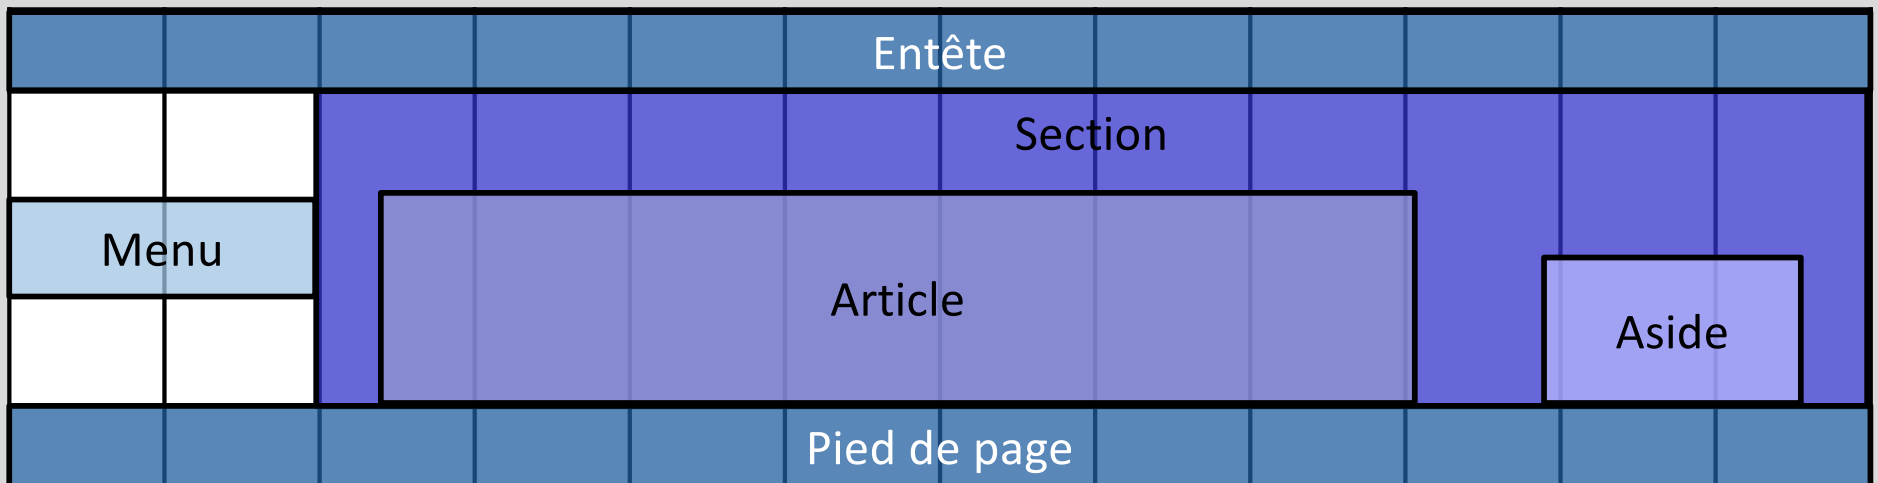 Entête
Section
Menu
Article
Aside
Pied de page